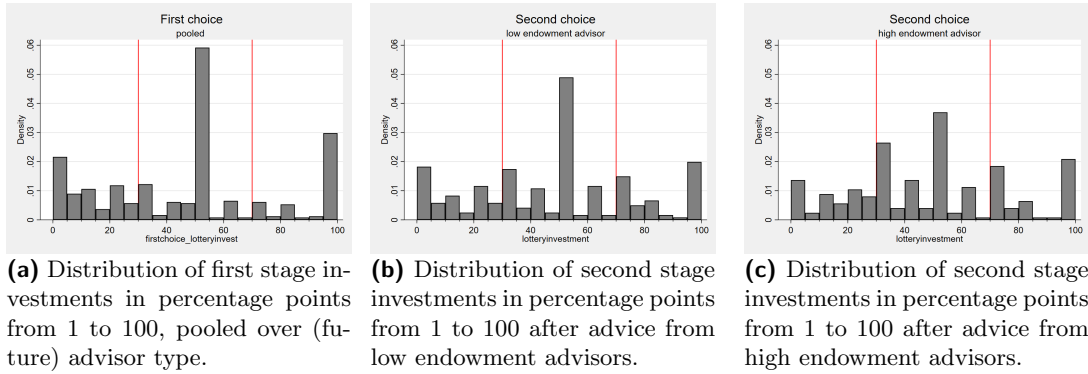 First choice
pooled
Density
0 .01 .02 .03 .04 .05 .06
0 20 40 60 80 100
firstchoice_lotteryinvest
(a) Distribution of first stage in-
vestments in percentage points
from 1 to 100, pooled over (fu-
ture) advisor type.
Second choice
low endowment advisor
Density
0 .01 .02 .03 .04 .05 .06
0 20 40 60 80 100
lotteryinvestment
(b) Distribution of second stage
investments in percentage points
from 1 to 100 after advice from
low endowment advisors.
Second choice
high endowment advisor
Density
0 .01 .02 .03 .04 .05 .06
0 20 40 60 80 100
lotteryinvestment
(c) Distribution of second stage
investments in percentage points
from 1 to 100 after advice from
high endowment advisors.